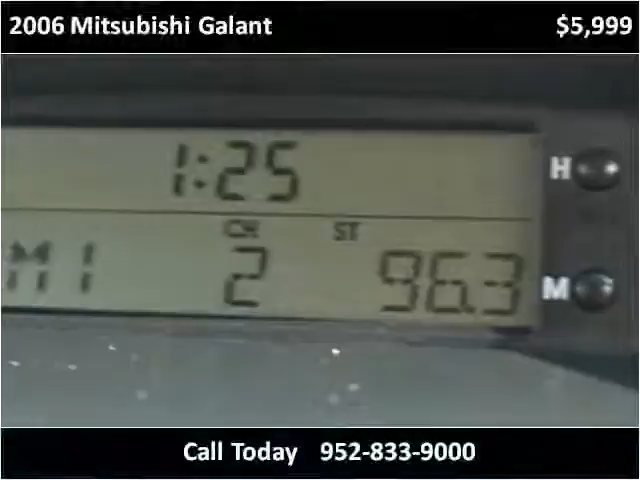 2006 Mitsubishi Galant $5,999
1:25 H
CH ST
M1 2 96.3 M
Call Today 952-833-9000